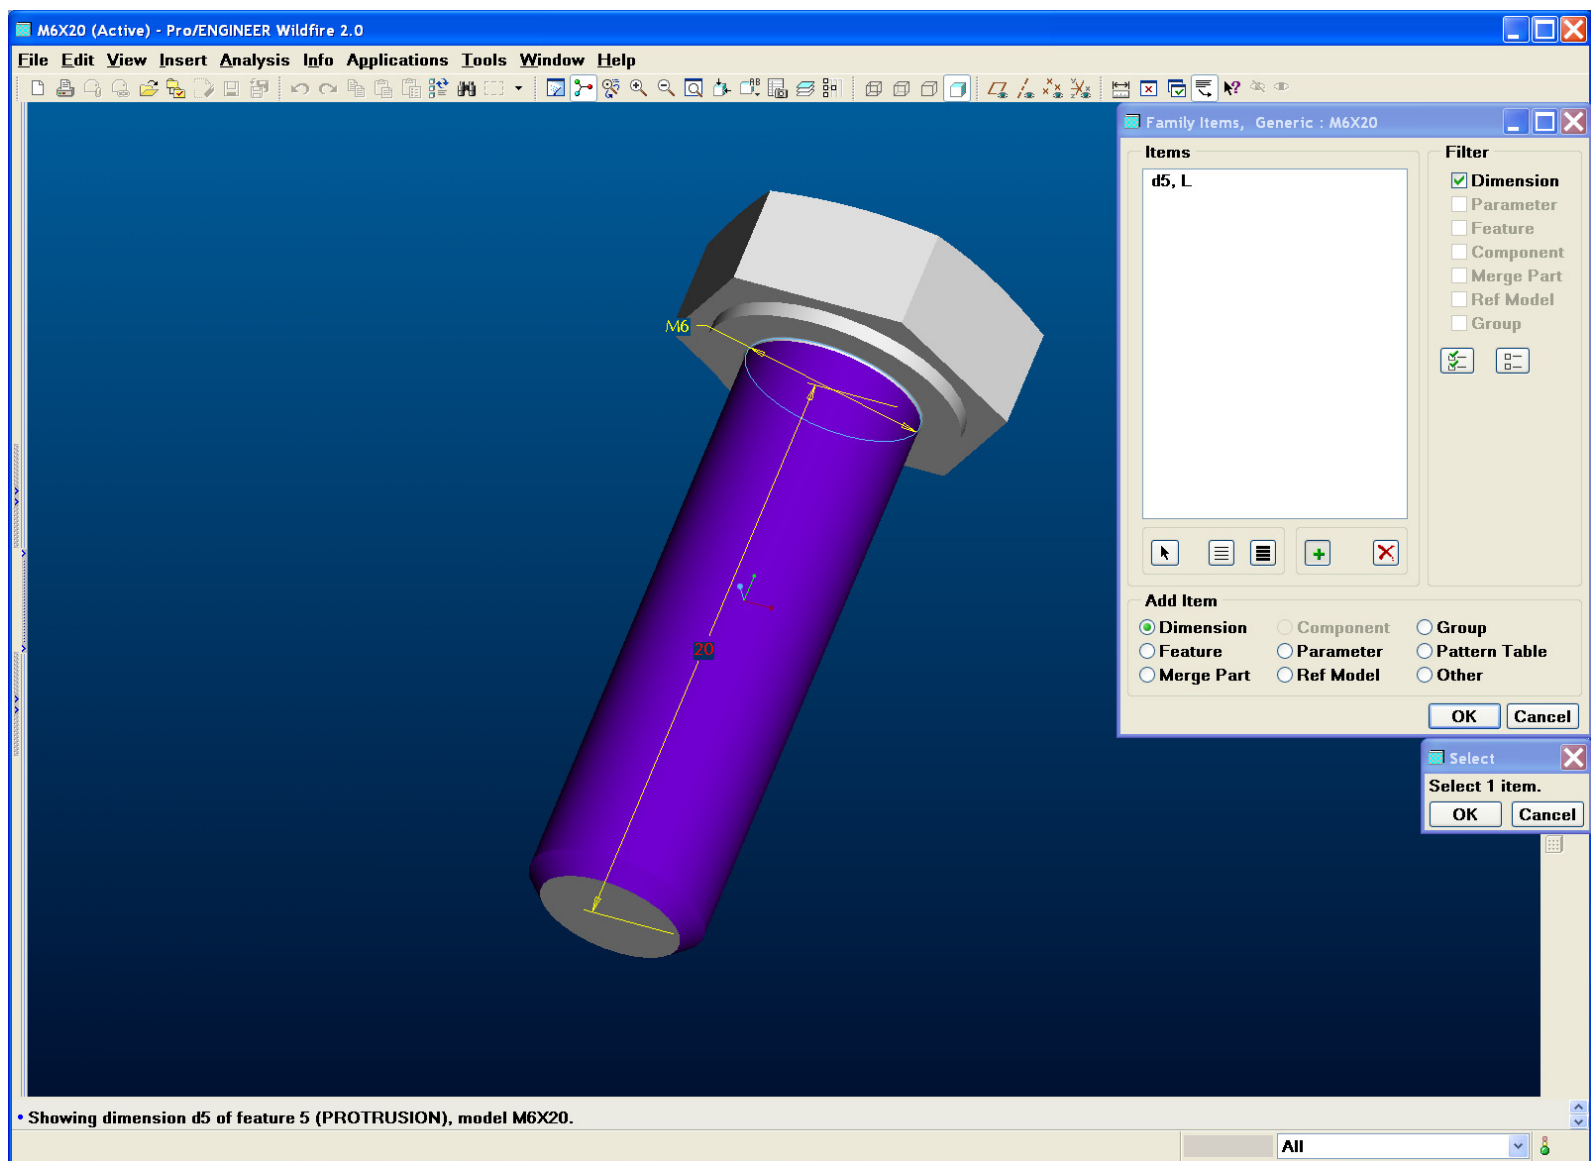 M6X20 (Active) - Pro/ENGINEER Wildfire 2.0
File Edit View Insert Analysis Info Applications Tools Window Help
Family Items, Generic : M6X20
Items
d5, L
Filter
Dimension
Parameter
Feature
Component
Merge Part
Ref Model
Group
M6
20
Add Item
Dimension Component Group
Feature Parameter Pattern Table
Merge Part Ref Model Other
OK Cancel
Select
Select 1 item.
OK Cancel
• Showing dimension d5 of feature 5 (PROTRUSION), model M6X20.
All